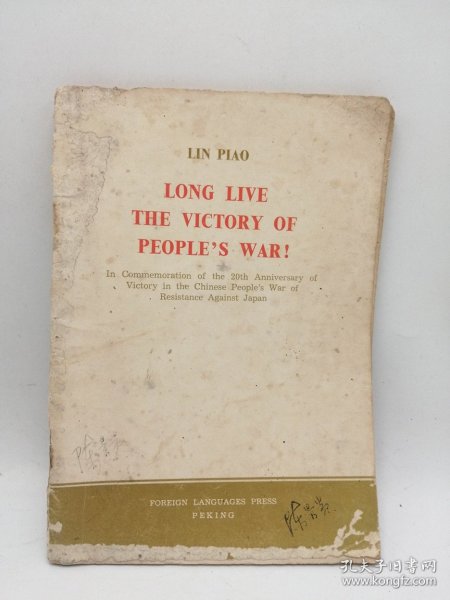 LIN PIAO
LONG LIVE
THE VICTORY OF
PEOPLE'S WAR!
In Commemoration of the 20th Anniversary of
Victory in the Chinese People's War of
Resistance Against Japan
FOREIGN LANGUAGES PRESS
PEKING
孔夫子旧书网
www.kongfz.com